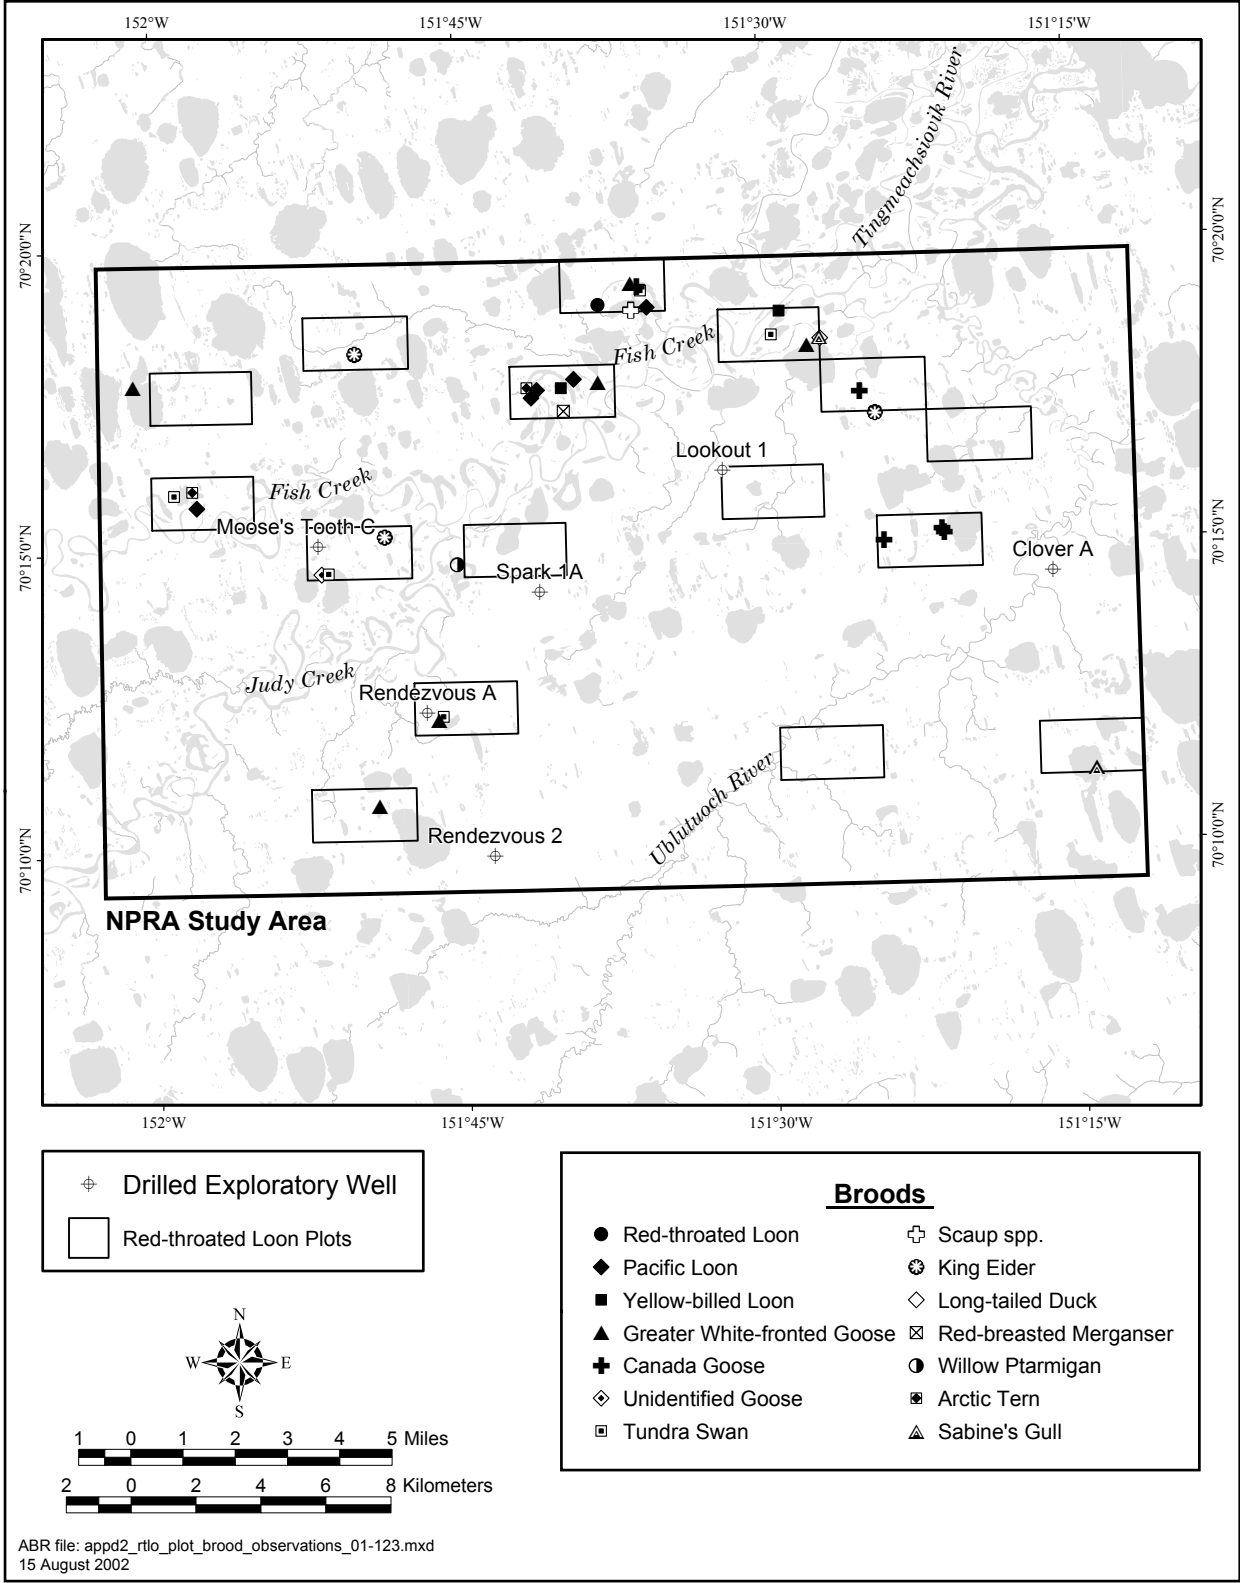 152°W 151°45'W 151°30'W 151°15'W
Tingmeachsiovik River
70°20'0"N
70°20'0"N
Fish Creek
Lookout 1
Fish Creek
Moose's Tooth C
70°15'0"N
70°15'0"N
Clover A
Spark 1A
Judy Creek
Rendezvous A
Ublutuoch River
Rendezvous 2
70°10'0"N
70°10'0"N
NPRA Study Area
152°W 151°45'W 151°30'W 151°15'W
Drilled Exploratory Well
Red-throated Loon Plots
Broods
Red-throated Loon
Pacific Loon
Yellow-billed Loon
Greater White-fronted Goose
Canada Goose
Unidentified Goose
Tundra Swan
Scaup spp.
King Eider
Long-tailed Duck
Red-breasted Merganser
Willow Ptarmigan
Arctic Tern
Sabine's Gull
N
W E
S
1 0 1 2 3 4 5 Miles
2 0 2 4 6 8 Kilometers
ABR file: appd2_rtlo_plot_brood_observations_01-123.mxd
15 August 2002